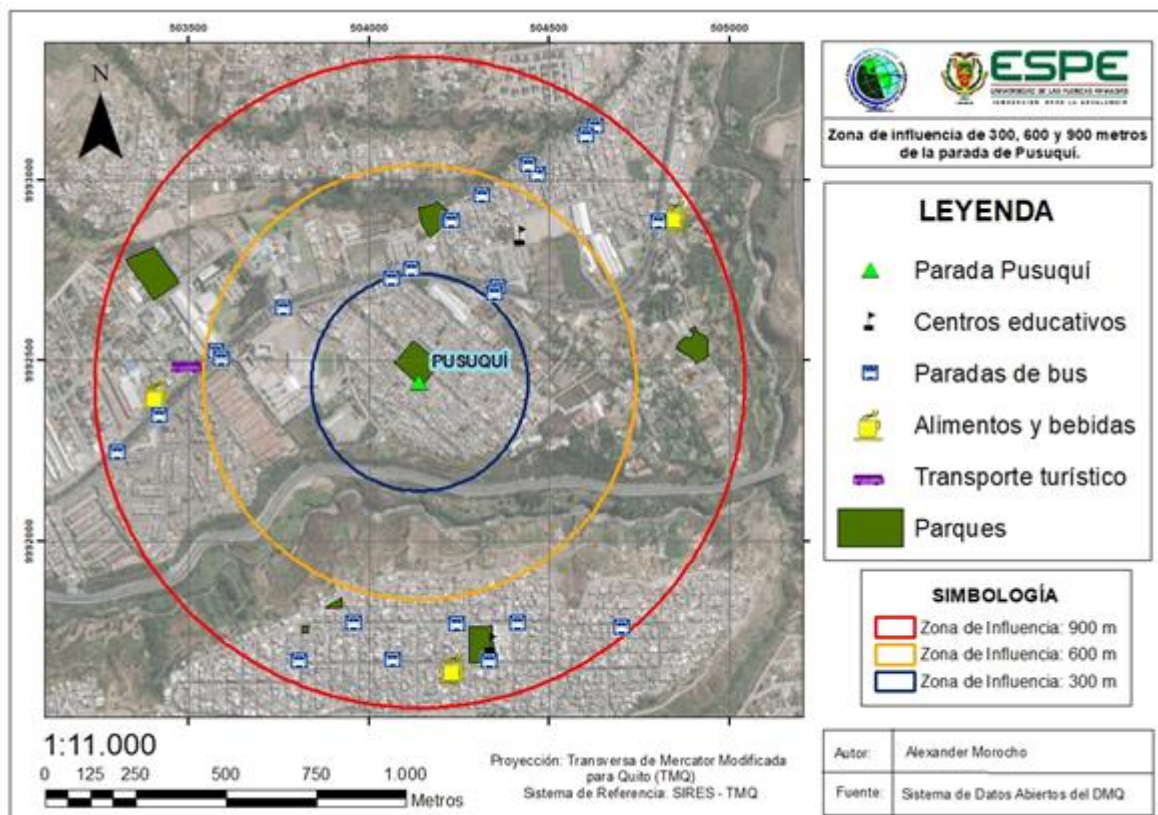 503500 504000 504500 505000
N
9993000
9992500
9992000
PUSUQUÍ
ESPE
UNIVERSIDAD DE LAS FUERZAS ARMADAS
INNOVACIÓN PARA LA EXCELENCIA
Zona de influencia de 300, 600 y 900 metros
de la parada de Pusuquí.
LEYENDA
Parada Pusuquí
Centros educativos
Paradas de bus
Alimentos y bebidas
Transporte turístico
Parques
SIMBOLOGÍA
Zona de Influencia: 900 m
Zona de Influencia: 600 m
Zona de Influencia: 300 m
1:11.000
0 125 250 500 750 1.000
Metros
Proyección: Transversa de Mercator Modificada
para Quito (TMQ)
Sistema de Referencia: SIRES - TMQ
Autor: Alexander Morocho
Fuente: Sistema de Datos Abiertos del DMQ